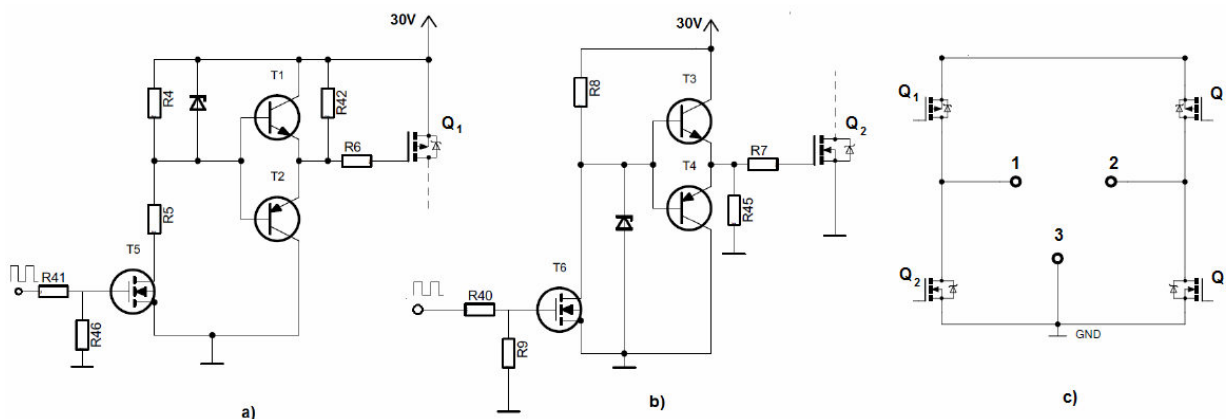 30V
T1
R4
R42
Q1
R6
T2
R5
T5
R41
R46
a)
30V
R8
T3
Q2
T4
R7
R45
T6
R40
R9
b)
Q1
Q
1
2
3
Q2
Q
GND
c)